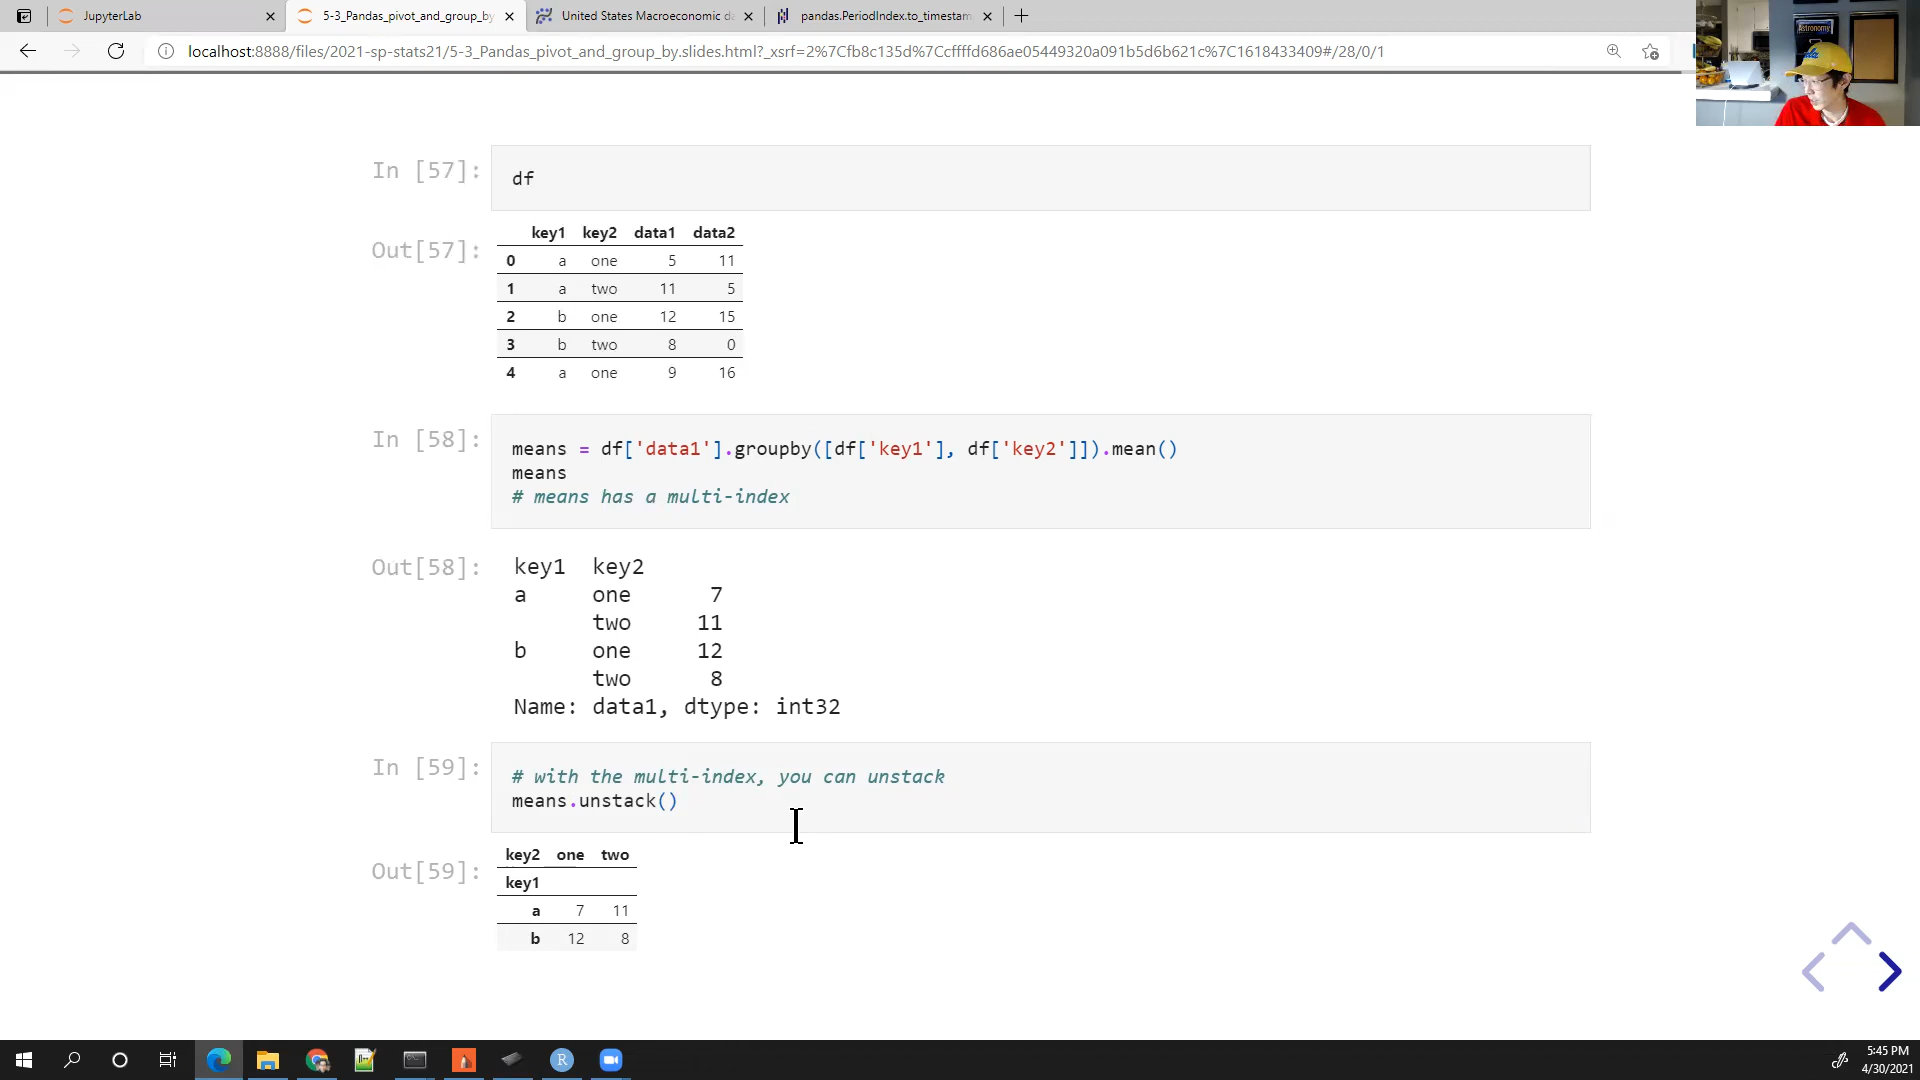 JupyterLab
5-3_Pandas_pivot_and_group_by
United States Macroeconomic da
pandas.PeriodIndex.to_timestam
localhost:8888/files/2021-sp-stats21/5-3_Pandas_pivot_and_group_by.slides.html?_xsrf=2%7Cfb8c135d%7Ccffffd686ae05449320a091b5d6b621c%7C1618433409#/28/0/1
Astronomy
In [57]:
df
Out[57]:
key1 key2 data1 data2
0 a one 5 11
1 a two 11 5
2 b one 12 15
3 b two 8 0
4 a one 9 16
In [58]:
means = df['data1'].groupby([df['key1'], df['key2']]).mean()
means
# means has a multi-index
Out[58]:
key1 key2
a one 7
two 11
b one 12
two 8
Name: data1, dtype: int32
In [59]:
# with the multi-index, you can unstack
means.unstack()
Out[59]:
key2 one two
key1
a 7 11
b 12 8
R
5:45 PM
4/30/2021